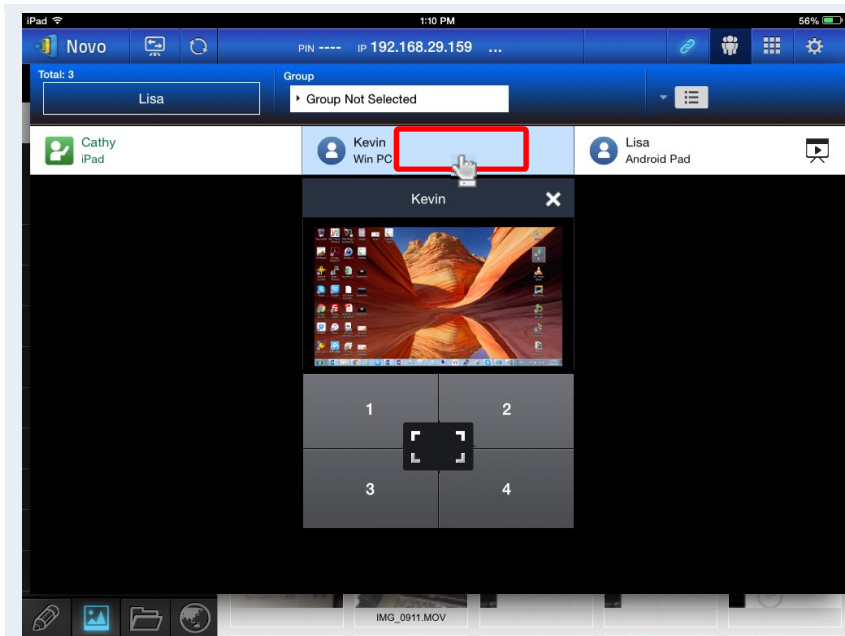 iPad 1:10 PM 56%
Novo PIN ---- IP 192.168.29.159 ...
Total: 3
Group
Lisa
Group Not Selected
Cathy
iPad
Kevin
Win PC
Lisa
Android Pad
Kevin
1 2
3 4
IMG_0911.MOV